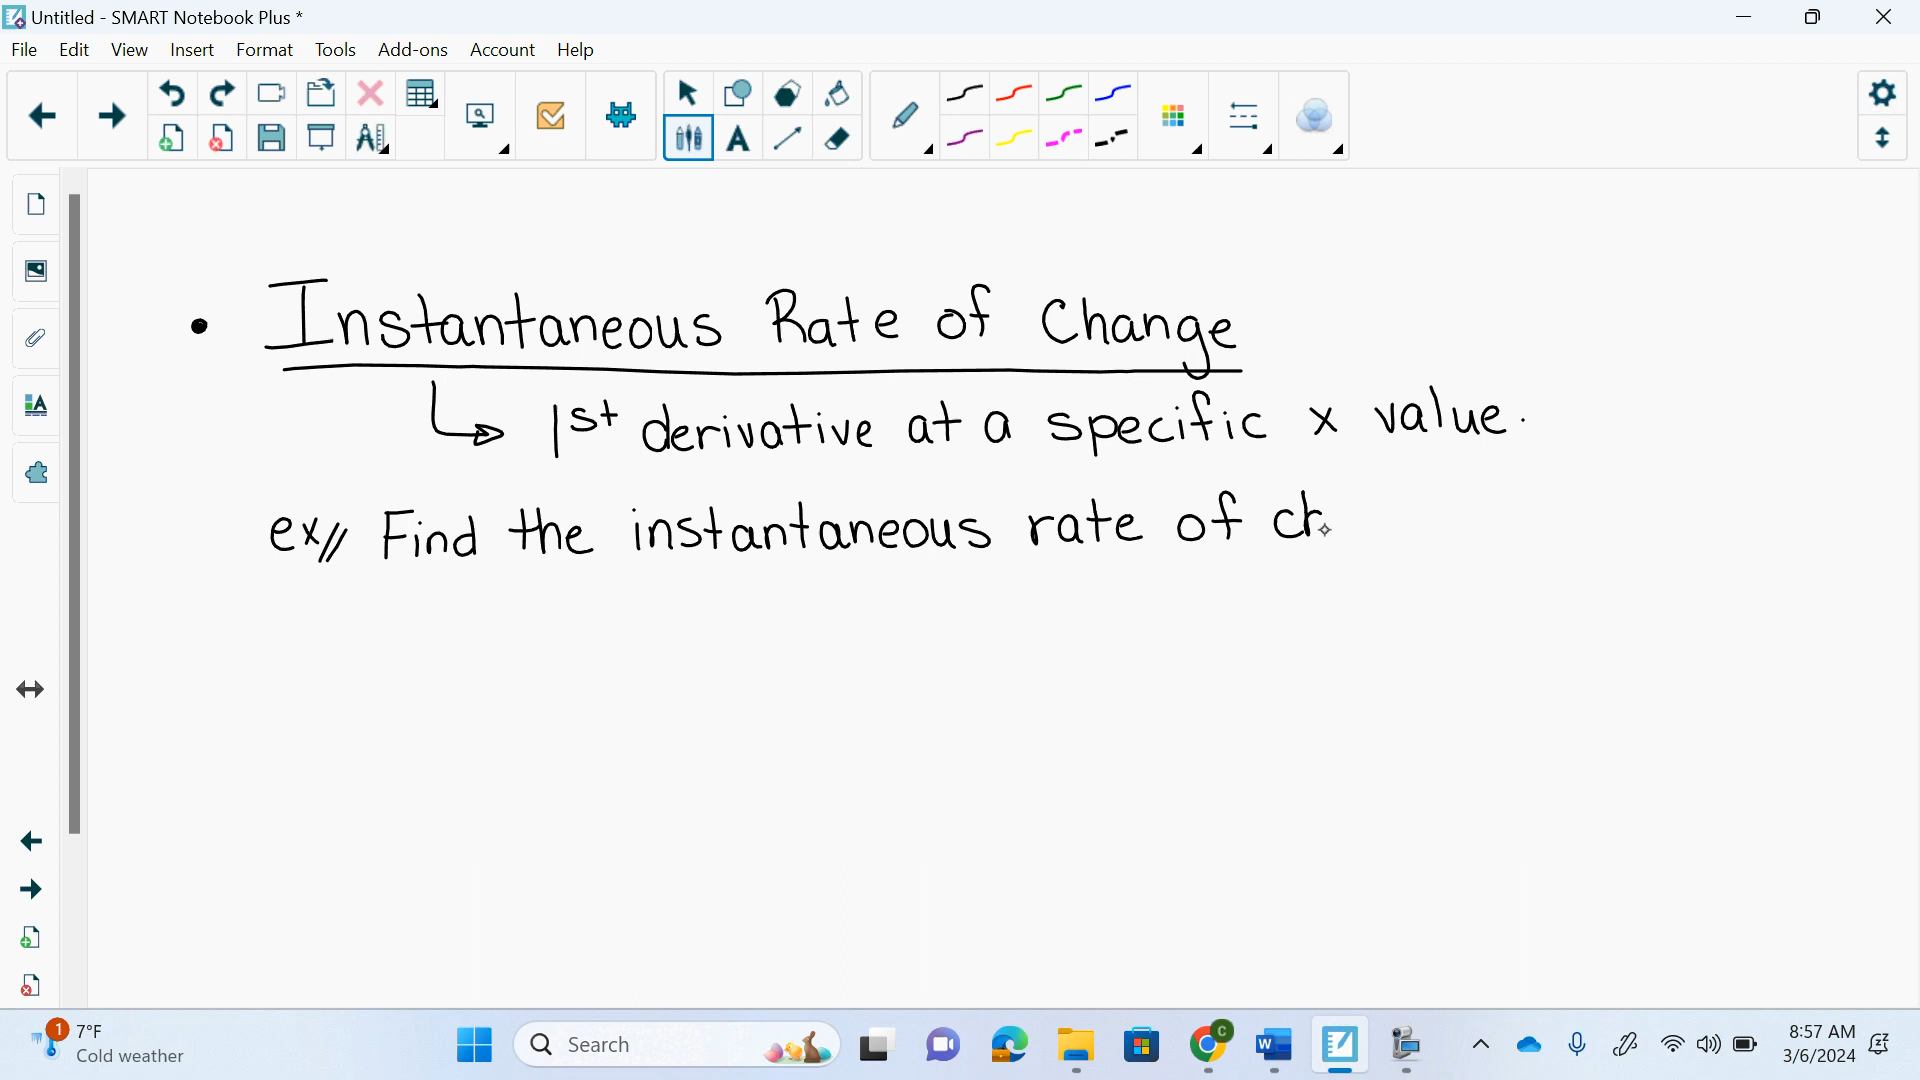 Untitled - SMART Notebook Plus *
File Edit View Insert Format Tools Add-ons Account Help
• Instantaneous Rate of Change
1st derivative at a specific x value.
ex// Find the instantaneous rate of ch
1
7°F
Cold weather
Search
C
8:57 AM
3/6/2024